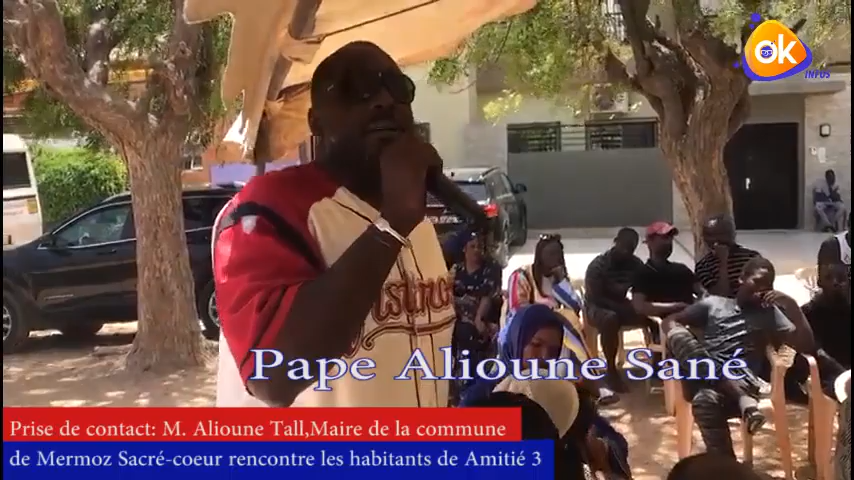 ok
INFOS
Pape Alioune Sané
Prise de contact: M. Alioune Tall,Maire de la commune
de Mermoz Sacré-coeur rencontre les habitants de Amitié 3